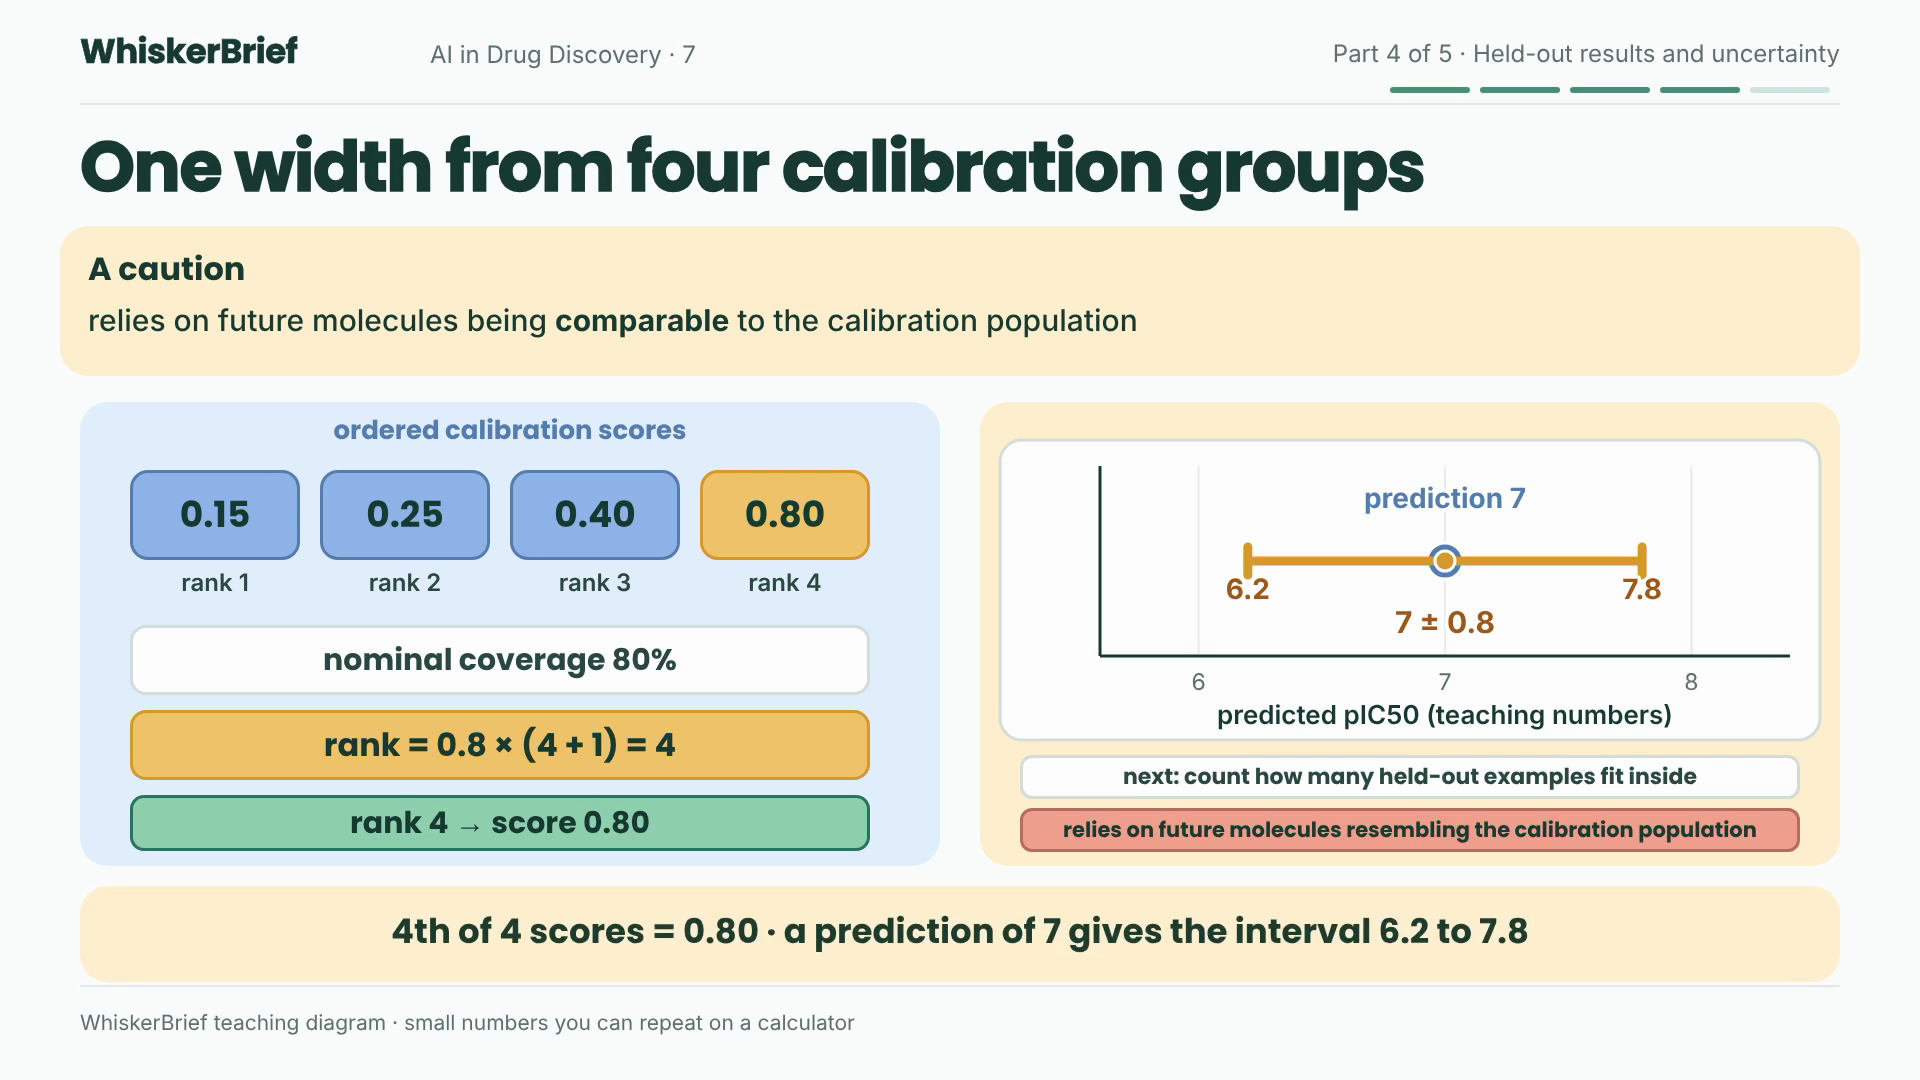 WhiskerBrief
AI in Drug Discovery · 7
Part 4 of 5 · Held-out results and uncertainty
One width from four calibration groups
A caution
relies on future molecules being comparable to the calibration population
ordered calibration scores
0.15
0.25
0.40
0.80
rank 1
rank 2
rank 3
rank 4
nominal coverage 80%
rank = 0.8 × (4 + 1) = 4
rank 4 → score 0.80
prediction 7
6.2
7.8
7 ± 0.8
6
7
8
predicted pIC50 (teaching numbers)
next: count how many held-out examples fit inside
relies on future molecules resembling the calibration population
4th of 4 scores = 0.80 · a prediction of 7 gives the interval 6.2 to 7.8
WhiskerBrief teaching diagram · small numbers you can repeat on a calculator